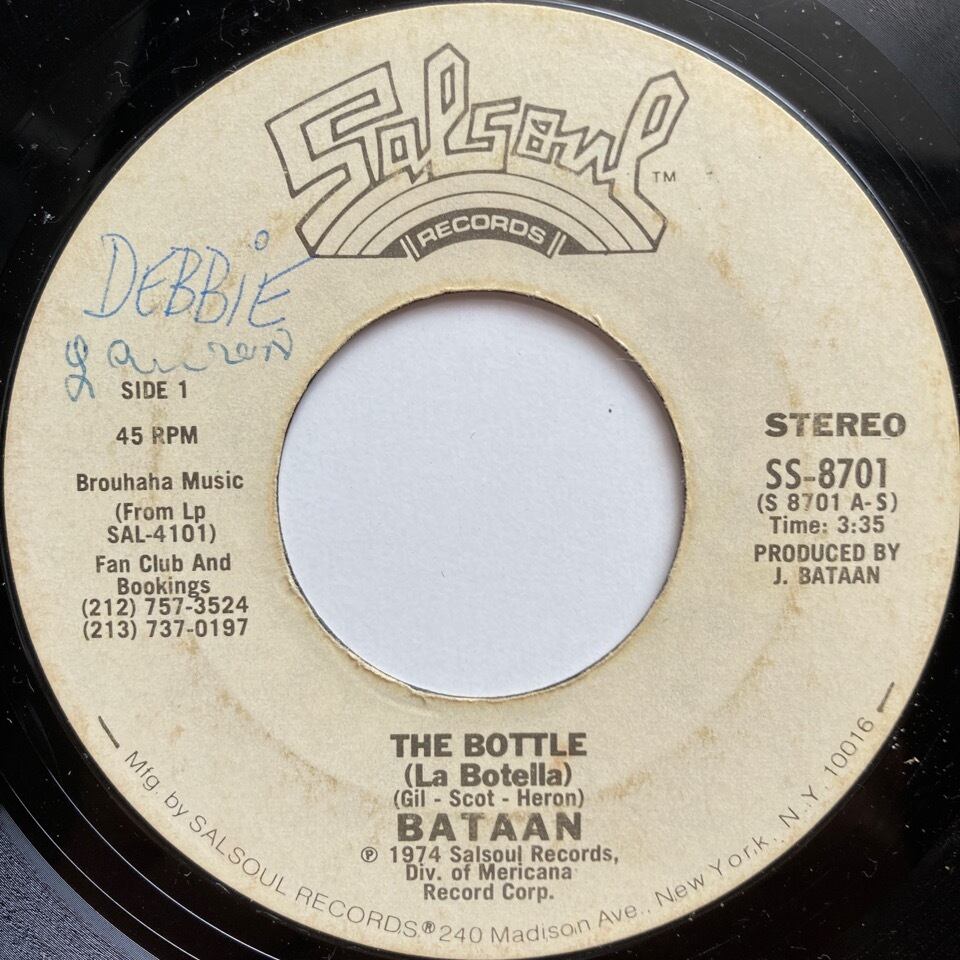 Salsoul
TM
RECORDS
DEBBIE
SIDE 1
45 RPM
Brouhaha Music
(From Lp
SAL-4101)
Fan Club And
Bookings
(212) 757-3524
(213) 737-0197
STEREO
SS-8701
(S 8701 A-S)
Time: 3:35
PRODUCED BY
J. BATAAN
THE BOTTLE
(La Botella)
(Gil - Scot - Heron)
BATAAN
℗ 1974 Salsoul Records,
Div. of Mericana
Record Corp.
Mfg. by SALSOUL RECORDS® 240 Madison Ave., New York, N.Y. 10016